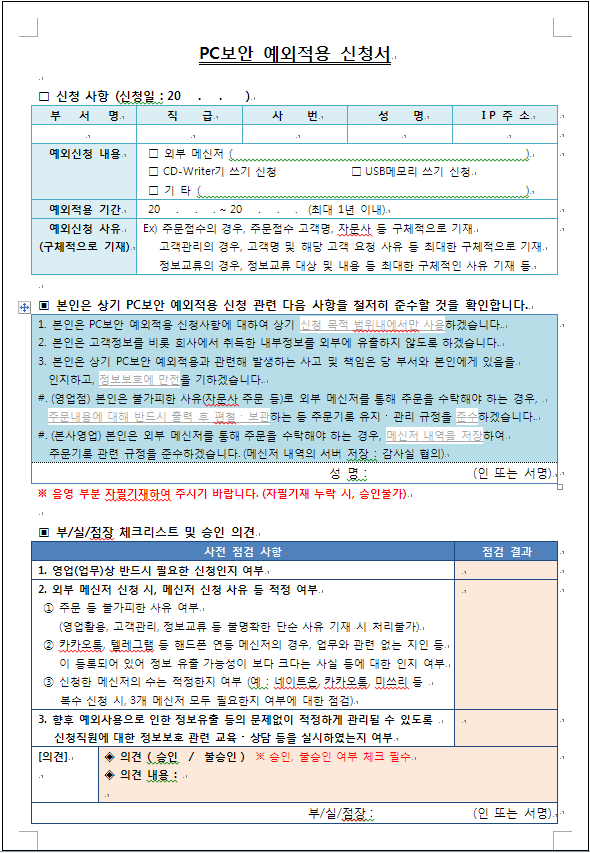 PC보안 예외적용 신청서
□ 신청 사항 (신청일 : 20 . . . )
부 서 명 직 급 사 번 성 명 I P 주 소
예외신청 내용 □ 외부 메신저 ( )
□ CD-Writer기 쓰기 신청 □ USB메모리 쓰기 신청
□ 기 타 ( )
예외적용 기간 20 . . . ~ 20 . . . (최대 1년 이내)
예외신청 사유 Ex) 주문접수의 경우, 주문접수 고객명, 자문사 등 구체적으로 기재
(구체적으로 기재) 고객관리의 경우, 고객명 및 해당 고객 요청 사유 등 최대한 구체적으로 기재
정보교류의 경우, 정보교류 대상 및 내용 등 최대한 구체적인 사유 기재 등
▣ 본인은 상기 PC보안 예외적용 신청 관련 다음 사항을 철저히 준수할 것을 확인합니다.
1. 본인은 PC보안 예외적용 신청사항에 대하여 상기 신청 목적 범위내에서만 사용하겠습니다.
2. 본인은 고객정보를 비롯 회사에서 취득한 내부정보를 외부에 유출하지 않도록 하겠습니다.
3. 본인은 상기 PC보안 예외적용과 관련해 발생하는 사고 및 책임은 당 부서와 본인에게 있음을
인지하고, 정보보호에 만전을 기하겠습니다.
#. (영업점) 본인은 불가피한 사유(자문사 주문 등)로 외부 메신저를 통해 주문을 수탁해야 하는 경우,
주문내용에 대해 반드시 출력 후 편철 · 보관하는 등 주문기록 유지 · 관리 규정을 준수하겠습니다.
#. (본사영업) 본인은 외부 메신저를 통해 주문을 수탁해야 하는 경우, 메신저 내역을 저장하여
주문기록 관련 규정을 준수하겠습니다. (메신저 내역의 서버 저장 : 감사실 협의)
성 명 : (인 또는 서명)
※ 음영 부분 자필기재하여 주시기 바랍니다. (자필기재 누락 시, 승인불가)
▣ 부/실/점장 체크리스트 및 승인 의견
사전 점검 사항 점검 결과
1. 영업(업무)상 반드시 필요한 신청인지 여부
2. 외부 메신저 신청 시, 메신저 신청 사유 등 적정 여부
① 주문 등 불가피한 사유 여부
(영업활용, 고객관리, 정보교류 등 불명확한 단순 사유 기재 시 처리불가)
② 카카오톡, 텔레그램 등 핸드폰 연동 메신저의 경우, 업무와 관련 없는 지인 등
이 등록되어 있어 정보 유출 가능성이 보다 크다는 사실 등에 대한 인지 여부
③ 신청한 메신저의 수는 적정한지 여부 (예 : 네이트온, 카카오톡, 미쓰리 등
복수 신청 시, 3개 메신저 모두 필요한지 여부에 대한 점검)
3. 향후 예외사용으로 인한 정보유출 등의 문제없이 적정하게 관리될 수 있도록
신청직원에 대한 정보보호 관련 교육 · 상담 등을 실시하였는지 여부
[의견] ◈ 의견 ( 승인 / 불승인 ) ※ 승인, 불승인 여부 체크 필수
◈ 의견 내용 :
부/실/점장 : (인 또는 서명)